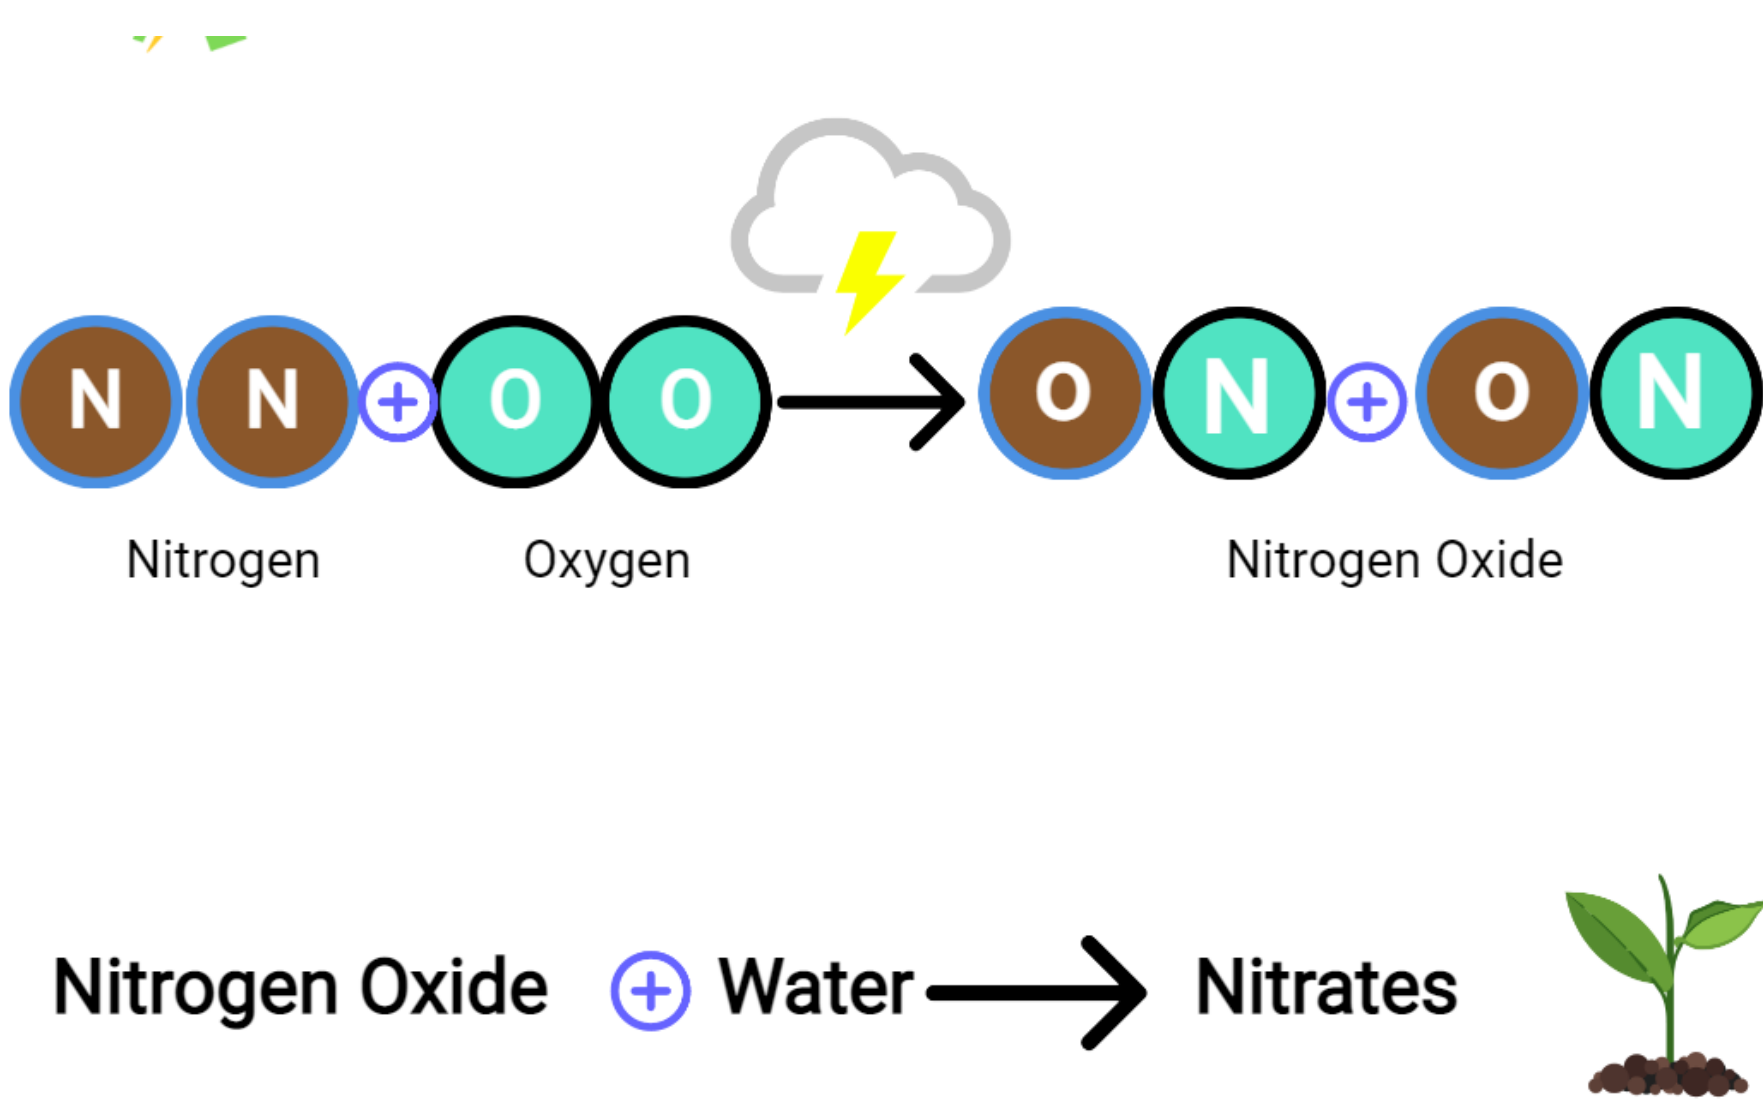 N N + O O O N + O N
Nitrogen Oxygen Nitrogen Oxide
Nitrogen Oxide + Water Nitrates